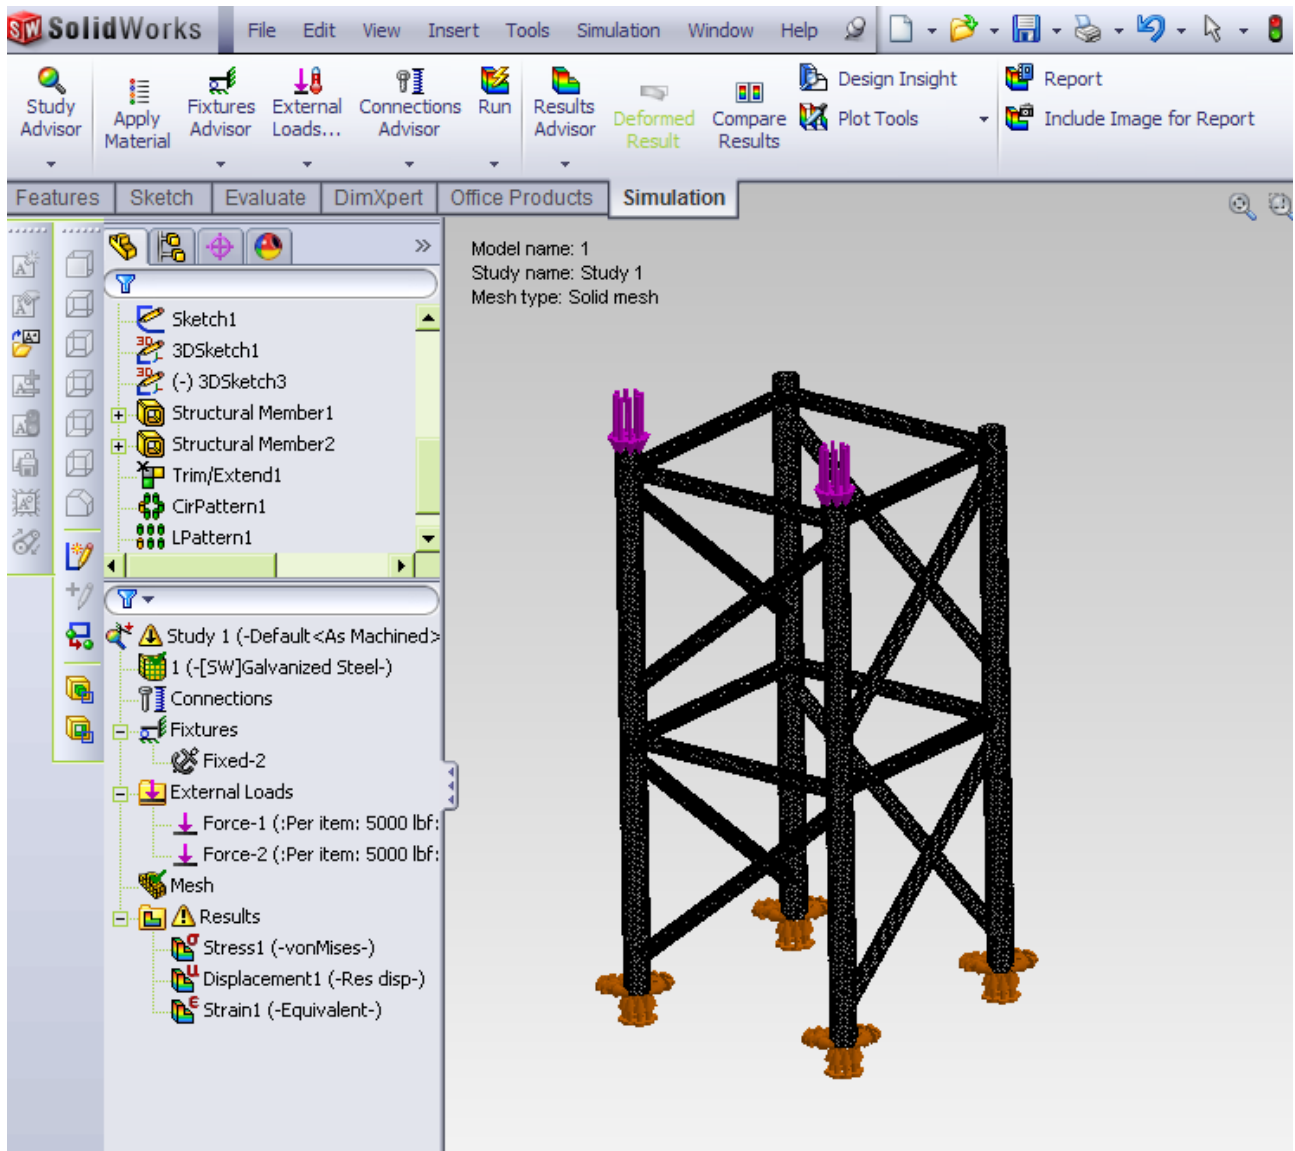 SW SolidWorks File Edit View Insert Tools Simulation Window Help
Study Advisor
Apply Material
Fixtures Advisor
External Loads...
Connections Advisor
Run
Results Advisor
Deformed Result
Compare Results
Design Insight
Plot Tools
Report
Include Image for Report
Features Sketch Evaluate DimXpert Office Products Simulation
Model name: 1
Study name: Study 1
Mesh type: Solid mesh
Sketch1
3DSketch1
(-) 3DSketch3
Structural Member1
Structural Member2
Trim/Extend1
CirPattern1
LPattern1
Study 1 (-Default<As Machined>
1 (-[SW]Galvanized Steel-)
Connections
Fixtures
Fixed-2
External Loads
Force-1 (:Per item: 5000 lbf:
Force-2 (:Per item: 5000 lbf:
Mesh
Results
Stress1 (-vonMises-)
Displacement1 (-Res disp-)
Strain1 (-Equivalent-)